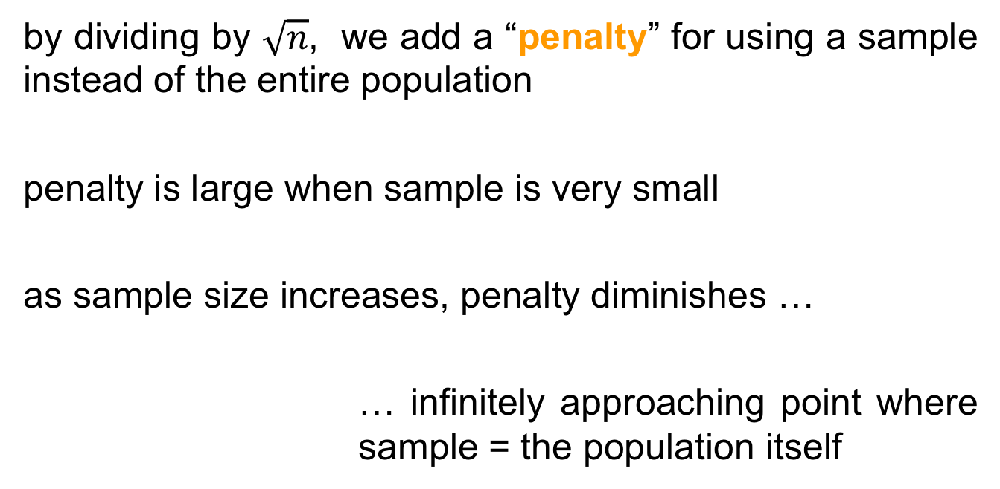 by dividing by √n, we add a “penalty” for using a sample
instead of the entire population
penalty is large when sample is very small
as sample size increases, penalty diminishes …
… infinitely approaching point where
sample = the population itself